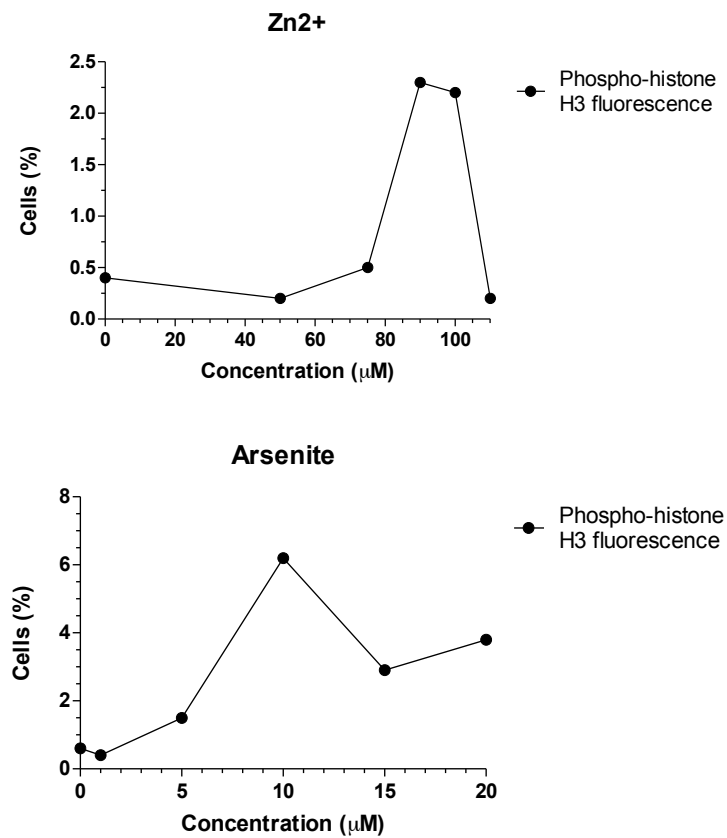 Zn2+
2.5
2.0
1.5
1.0
0.5
0.0
Cells (%)
0 20 40 60 80 100
Concentration (μM)
Phospho-histone
H3 fluorescence
Arsenite
8
6
4
2
0
Cells (%)
0 5 10 15 20
Concentration (μM)
Phospho-histone
H3 fluorescence